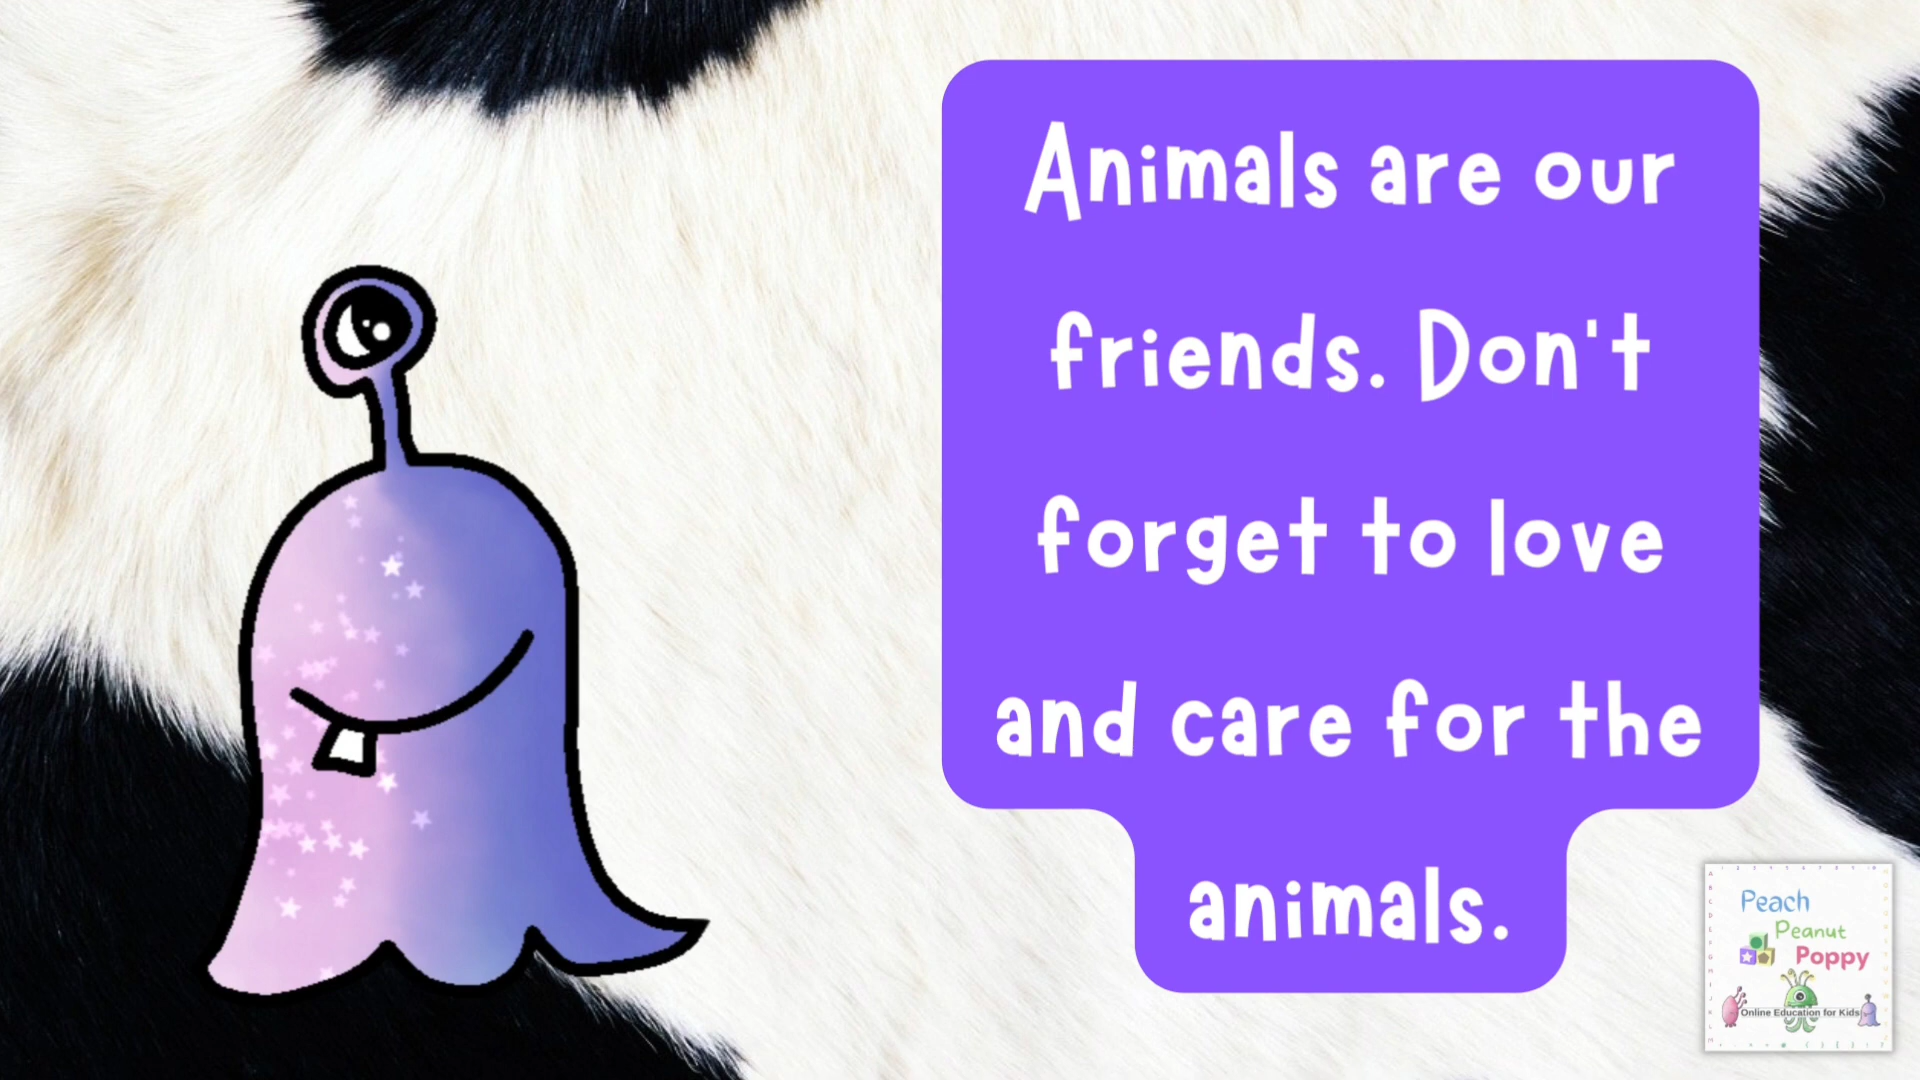 Animals are our
friends. Don't
forget to love
and care for the
animals.
Peach
Peanut
Poppy
Online Education for Kids